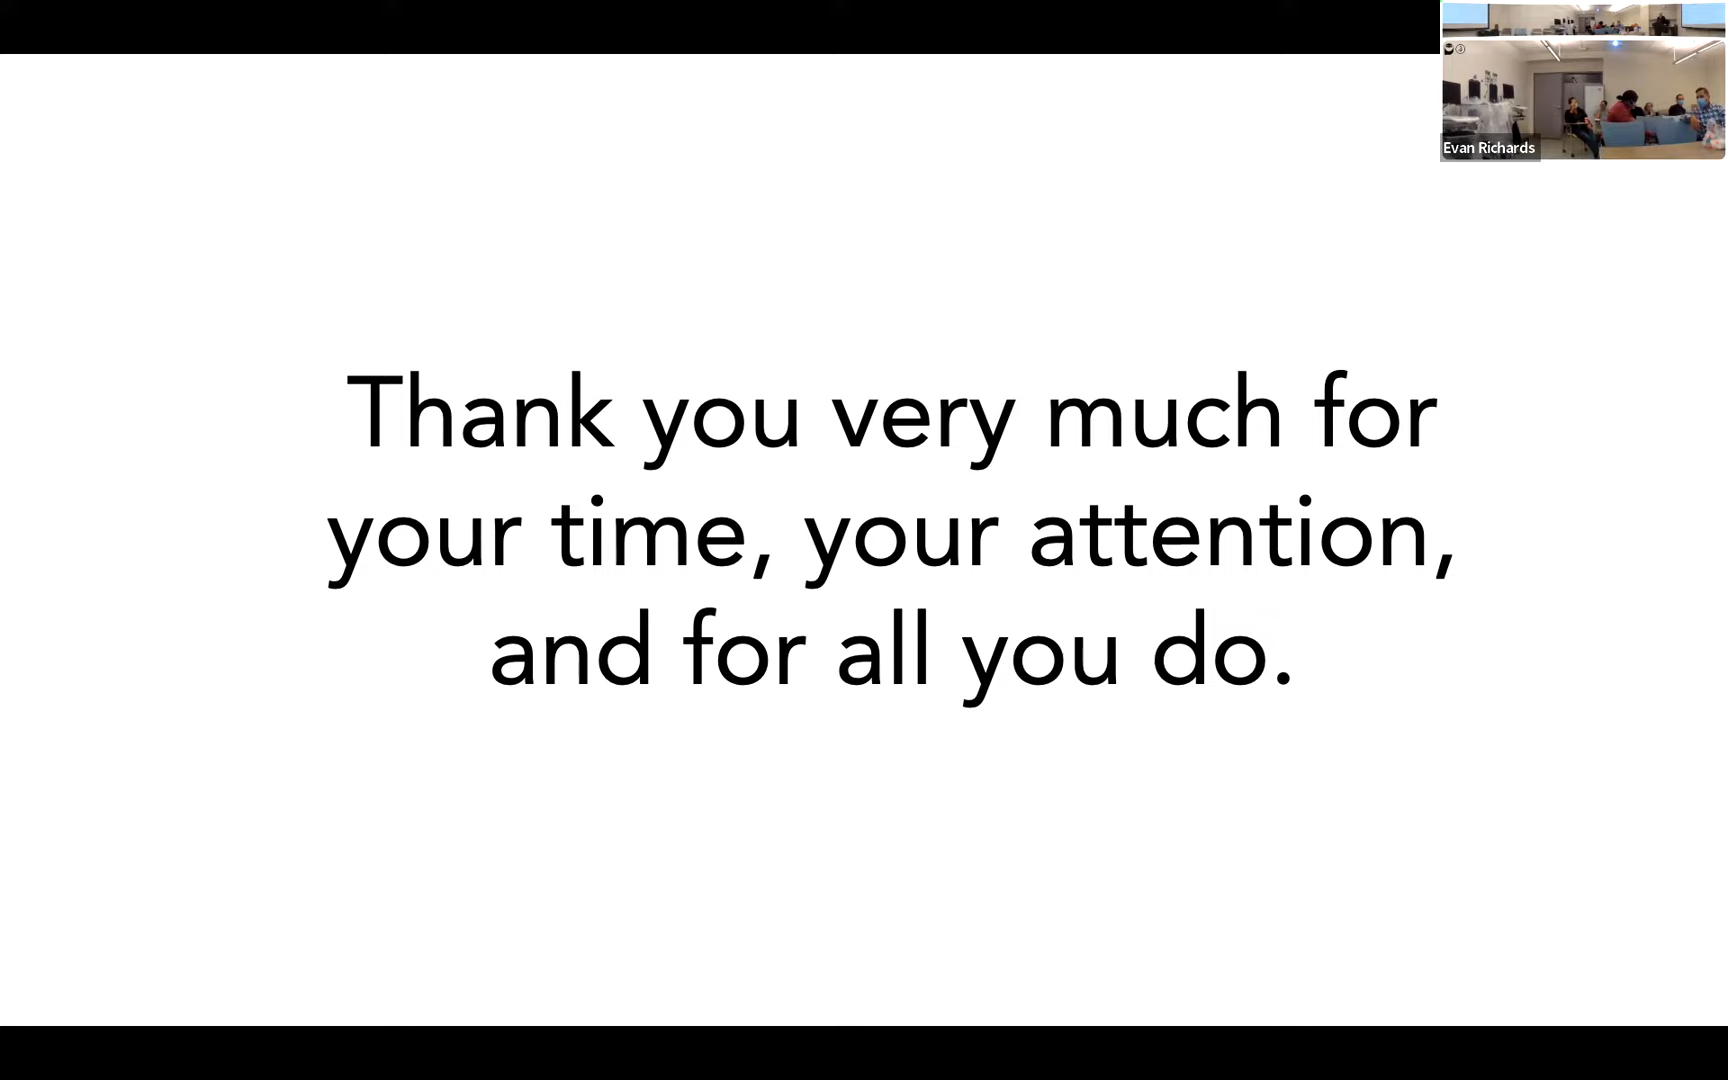 Evan Richards
Thank you very much for
your time, your attention,
and for all you do.